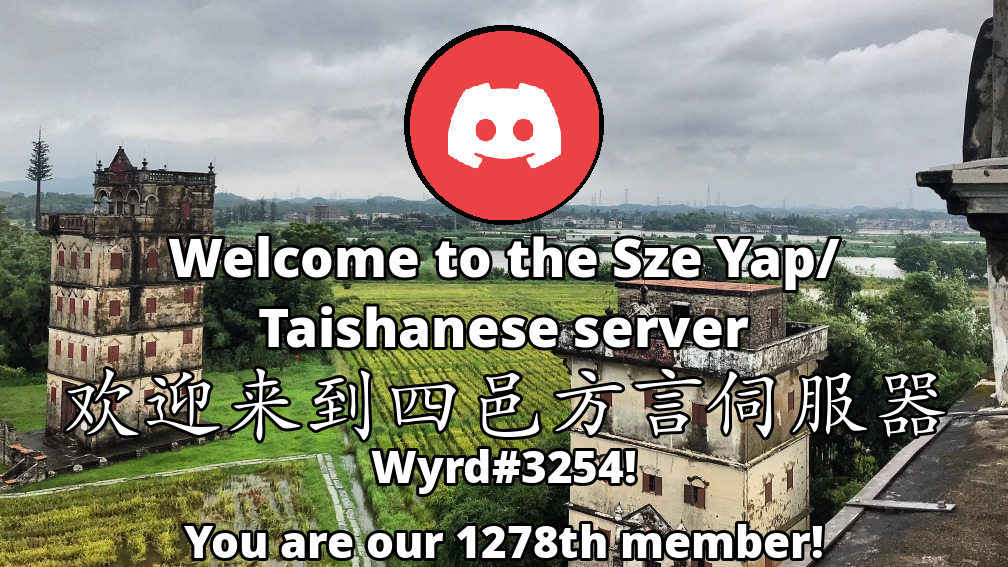 Welcome to the Sze Yap/
Taishanese server
欢迎来到四邑方言伺服器
Wyrd#3254!
You are our 1278th member!